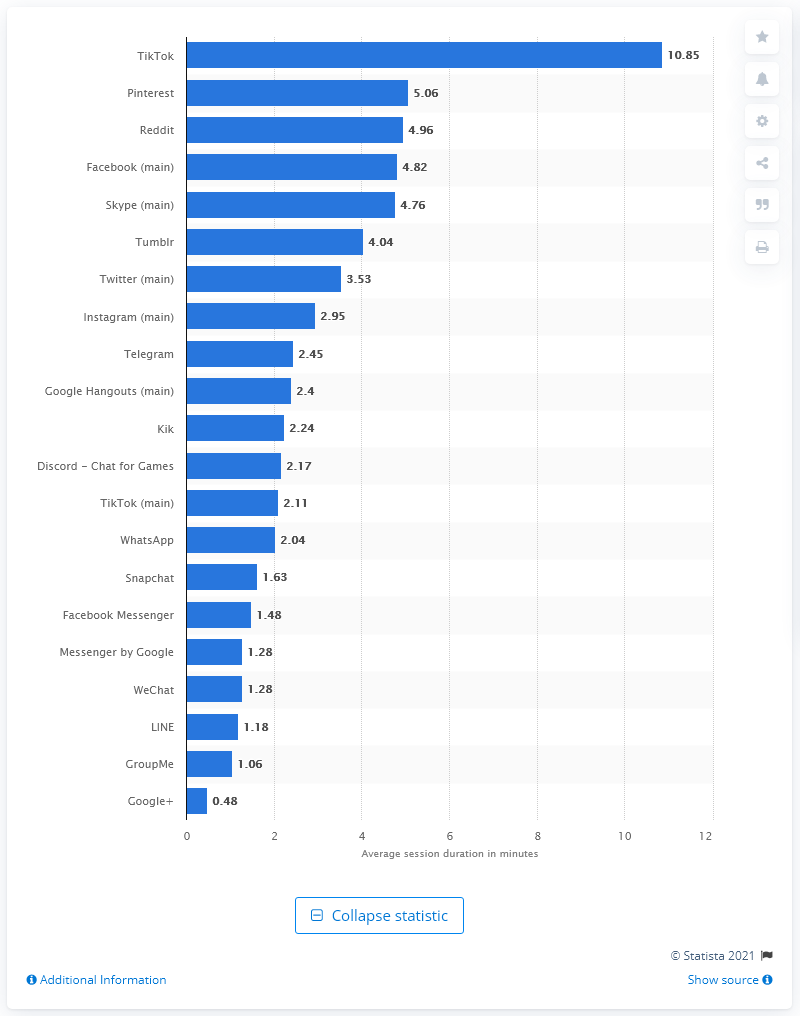 TikTok 10.85
Pinterest 5.06
Reddit 4.96
Facebook (main) 4.82
Skype (main) 4.76
Tumblr 4.04
Twitter (main) 3.53
Instagram (main) 2.95
Telegram 2.45
Google Hangouts (main) 2.4
Kik 2.24
Discord - Chat for Games 2.17
TikTok (main) 2.11
WhatsApp 2.04
Snapchat 1.63
Facebook Messenger 1.48
Messenger by Google 1.28
WeChat 1.28
LINE 1.18
GroupMe 1.06
Google+ 0.48
0 2 4 6 8 10 12
Average session duration in minutes
Collapse statistic
© Statista 2021
Additional Information Show source